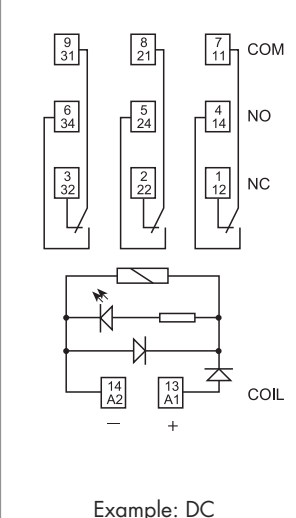 9 8 7 COM
31 21 11
6 5 4 NO
34 24 14
3 2 1 NC
32 22 12
14 13 COIL
A2 A1
— +
Example: DC